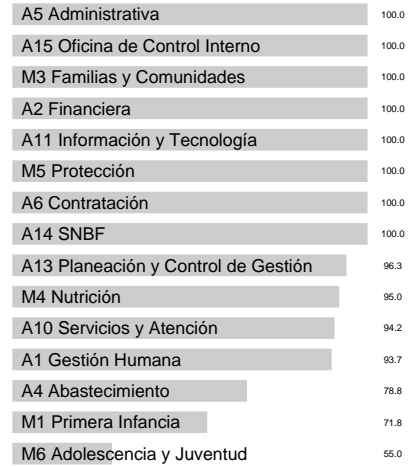 A5 Administrativa 100.0
A15 Oficina de Control Interno 100.0
M3 Familias y Comunidades 100.0
A2 Financiera 100.0
A11 Información y Tecnología 100.0
M5 Protección 100.0
A6 Contratación 100.0
A14 SNBF 100.0
A13 Planeación y Control de Gestión 96.3
M4 Nutrición 95.0
A10 Servicios y Atención 94.2
A1 Gestión Humana 93.7
A4 Abastecimiento 78.8
M1 Primera Infancia 71.8
M6 Adolescencia y Juventud 55.0